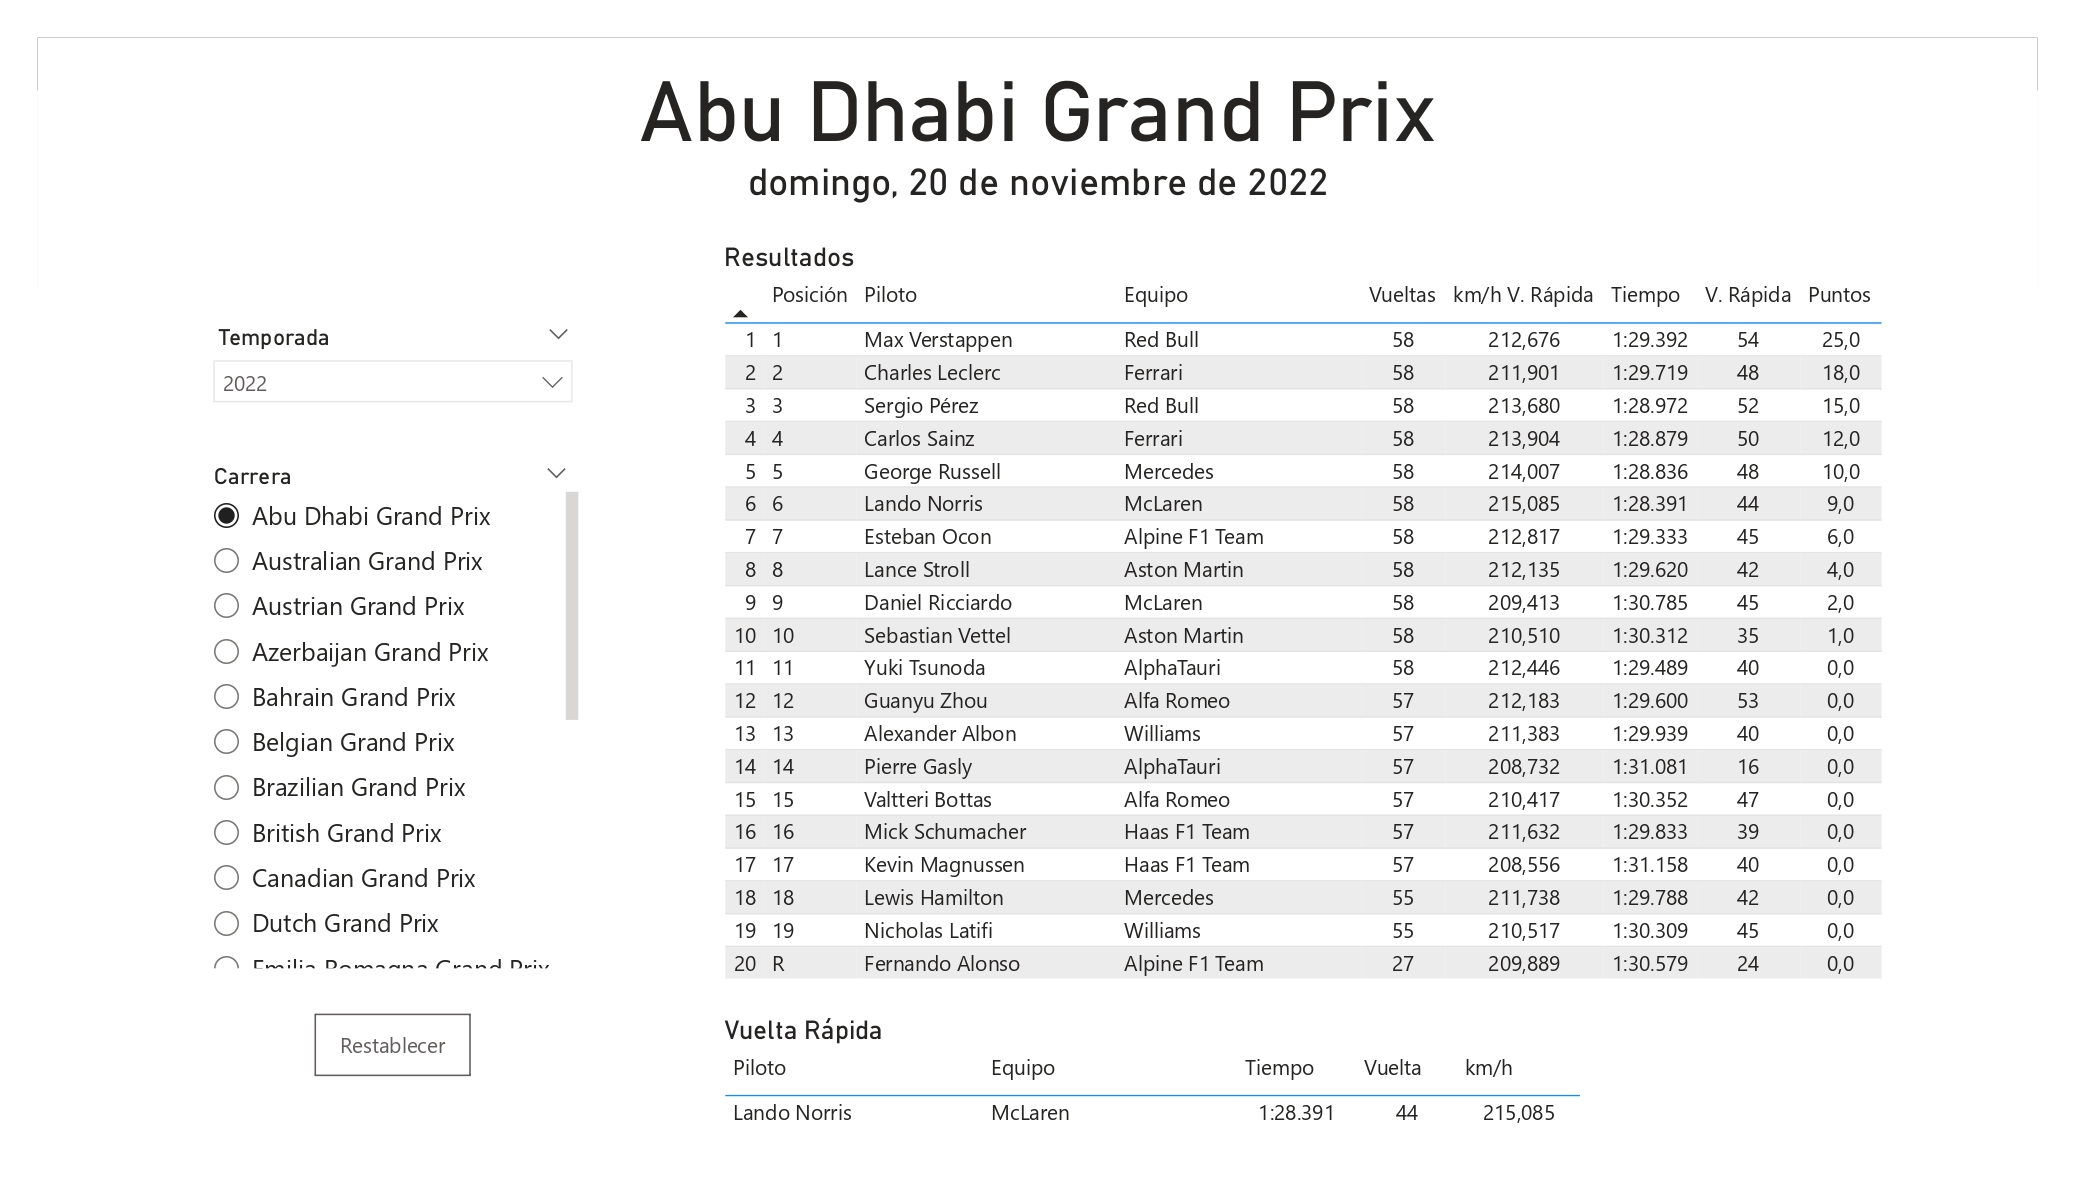 Abu Dhabi Grand Prix
domingo, 20 de noviembre de 2022
Temporada
2022
Carrera
Abu Dhabi Grand Prix
Australian Grand Prix
Austrian Grand Prix
Azerbaijan Grand Prix
Bahrain Grand Prix
Belgian Grand Prix
Brazilian Grand Prix
British Grand Prix
Canadian Grand Prix
Dutch Grand Prix
Emilia Romagna Grand Prix
Restablecer
Resultados
Posición Piloto Equipo Vueltas km/h V. Rápida Tiempo V. Rápida Puntos
1 1 Max Verstappen Red Bull 58 212,676 1:29.392 54 25,0
2 2 Charles Leclerc Ferrari 58 211,901 1:29.719 48 18,0
3 3 Sergio Pérez Red Bull 58 213,680 1:28.972 52 15,0
4 4 Carlos Sainz Ferrari 58 213,904 1:28.879 50 12,0
5 5 George Russell Mercedes 58 214,007 1:28.836 48 10,0
6 6 Lando Norris McLaren 58 215,085 1:28.391 44 9,0
7 7 Esteban Ocon Alpine F1 Team 58 212,817 1:29.333 45 6,0
8 8 Lance Stroll Aston Martin 58 212,135 1:29.620 42 4,0
9 9 Daniel Ricciardo McLaren 58 209,413 1:30.785 45 2,0
10 10 Sebastian Vettel Aston Martin 58 210,510 1:30.312 35 1,0
11 11 Yuki Tsunoda AlphaTauri 58 212,446 1:29.489 40 0,0
12 12 Guanyu Zhou Alfa Romeo 57 212,183 1:29.600 53 0,0
13 13 Alexander Albon Williams 57 211,383 1:29.939 40 0,0
14 14 Pierre Gasly AlphaTauri 57 208,732 1:31.081 16 0,0
15 15 Valtteri Bottas Alfa Romeo 57 210,417 1:30.352 47 0,0
16 16 Mick Schumacher Haas F1 Team 57 211,632 1:29.833 39 0,0
17 17 Kevin Magnussen Haas F1 Team 57 208,556 1:31.158 40 0,0
18 18 Lewis Hamilton Mercedes 55 211,738 1:29.788 42 0,0
19 19 Nicholas Latifi Williams 55 210,517 1:30.309 45 0,0
20 R Fernando Alonso Alpine F1 Team 27 209,889 1:30.579 24 0,0
Vuelta Rápida
Piloto Equipo Tiempo Vuelta km/h
Lando Norris McLaren 1:28.391 44 215,085